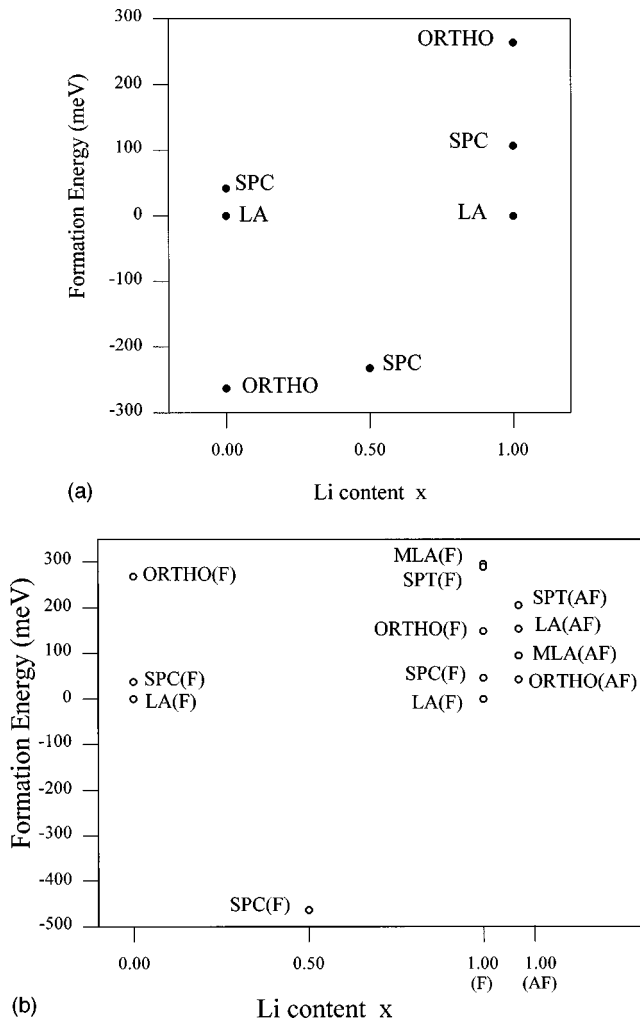 300
ORTHO
200
SPC
100
SPC
LA
0
LA
-100
-200
SPC
ORTHO
-300
Formation Energy (meV)
0.00
0.50
1.00
Li content x
(a)
300
ORTHO(F)
MLA(F)
SPT(F)
200
SPT(AF)
ORTHO(F)
LA(AF)
100
MLA(AF)
SPC(F)
SPC(F)
ORTHO(AF)
0
LA(F)
LA(F)
-100
-200
-300
-400
SPC(F)
-500
Formation Energy (meV)
0.00
0.50
1.00
(F)
1.00
(AF)
Li content x
(b)